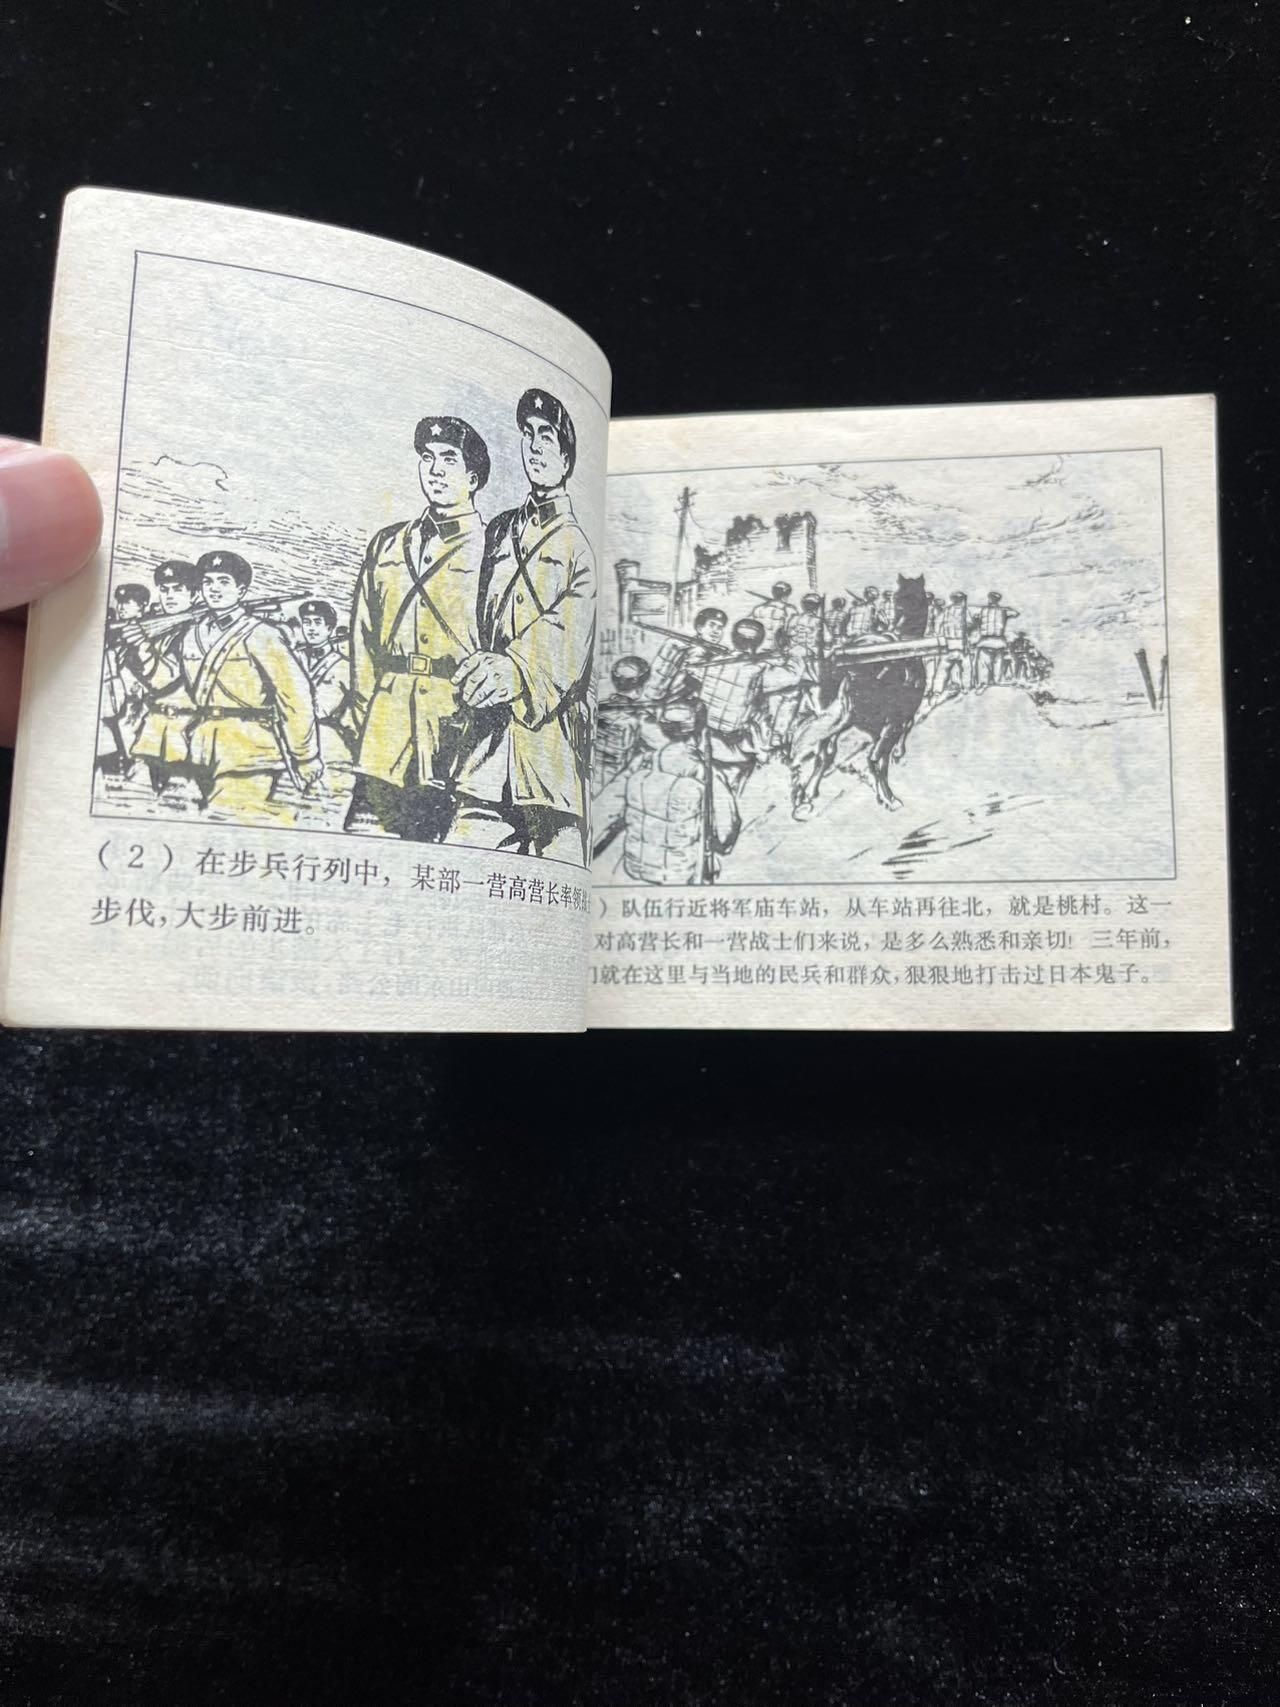 （2）在步兵行列中，某部一营高营长率领战士
步伐，大步前进。
）队伍行近将军庙车站，从车站再往北，就是桃村。这一
对高营长和一营战士们来说，是多么熟悉和亲切！三年前，
们就在这里与当地的民兵和群众，狠狠地打击过日本鬼子。